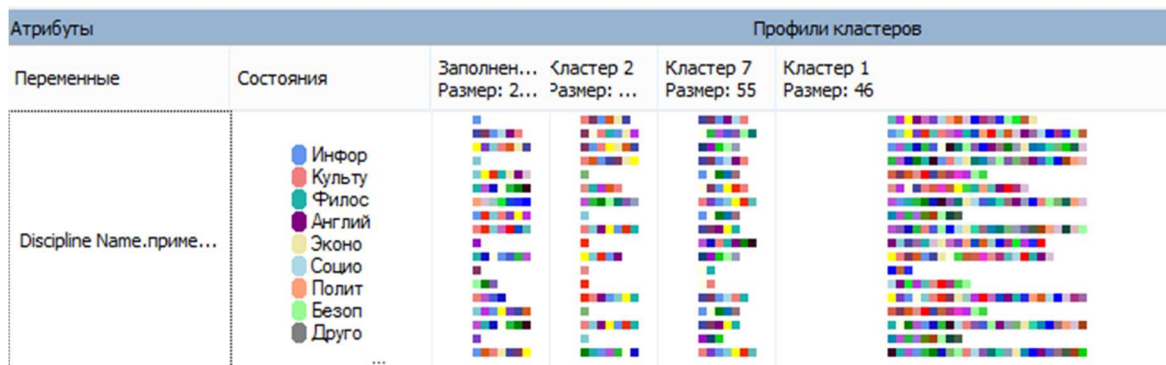 Атрибуты
Профили кластеров
Переменные
Состояния
Заполнен...
Размер: 2...
Кластер 2
Размер: ...
Кластер 7
Размер: 55
Кластер 1
Размер: 46
Discipline Name.приме...
Инфор
Культу
Филос
Англий
Эконо
Социо
Полит
Безоп
Друго
...